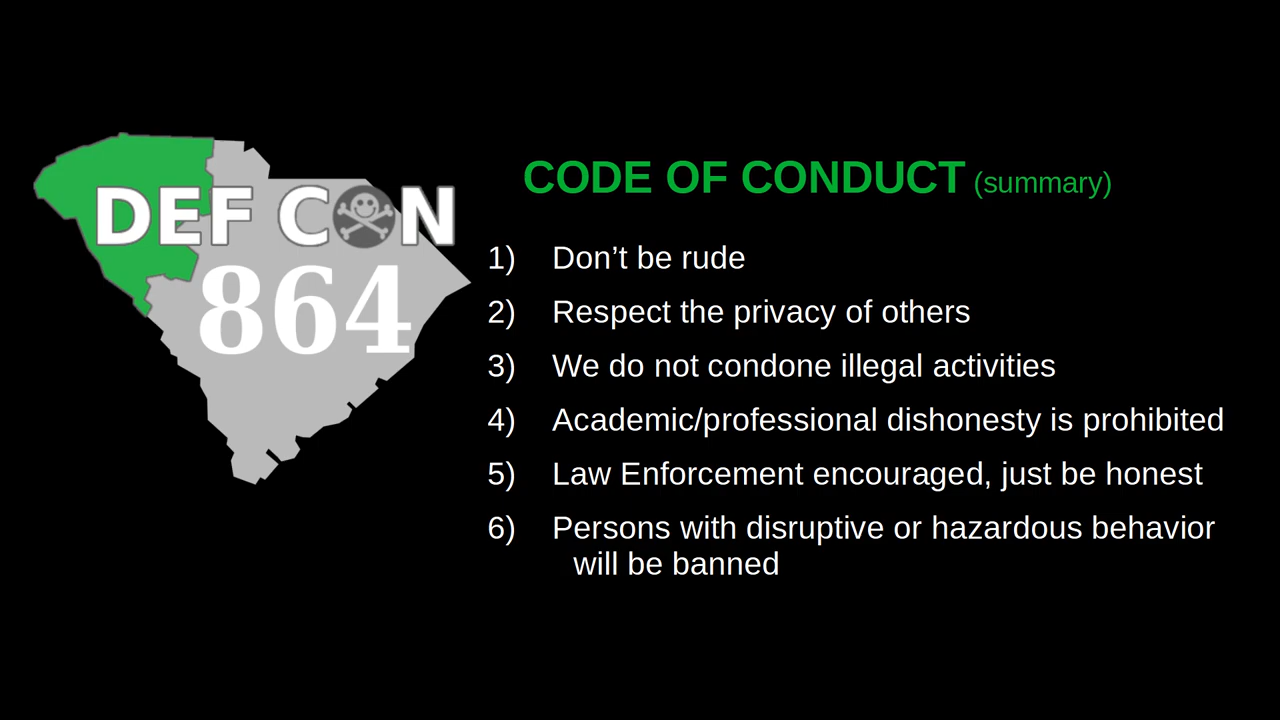 DEF CON
864
CODE OF CONDUCT (summary)
1) Don’t be rude
2) Respect the privacy of others
3) We do not condone illegal activities
4) Academic/professional dishonesty is prohibited
5) Law Enforcement encouraged, just be honest
6) Persons with disruptive or hazardous behavior
will be banned